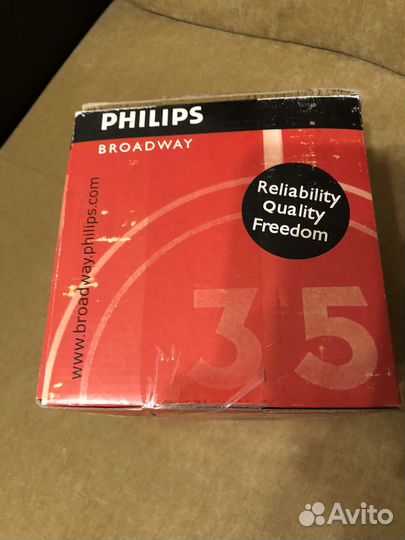 PHILIPS
BROADWAY
Reliability
Quality
Freedom
www.broadway.philips.com
35
Avito